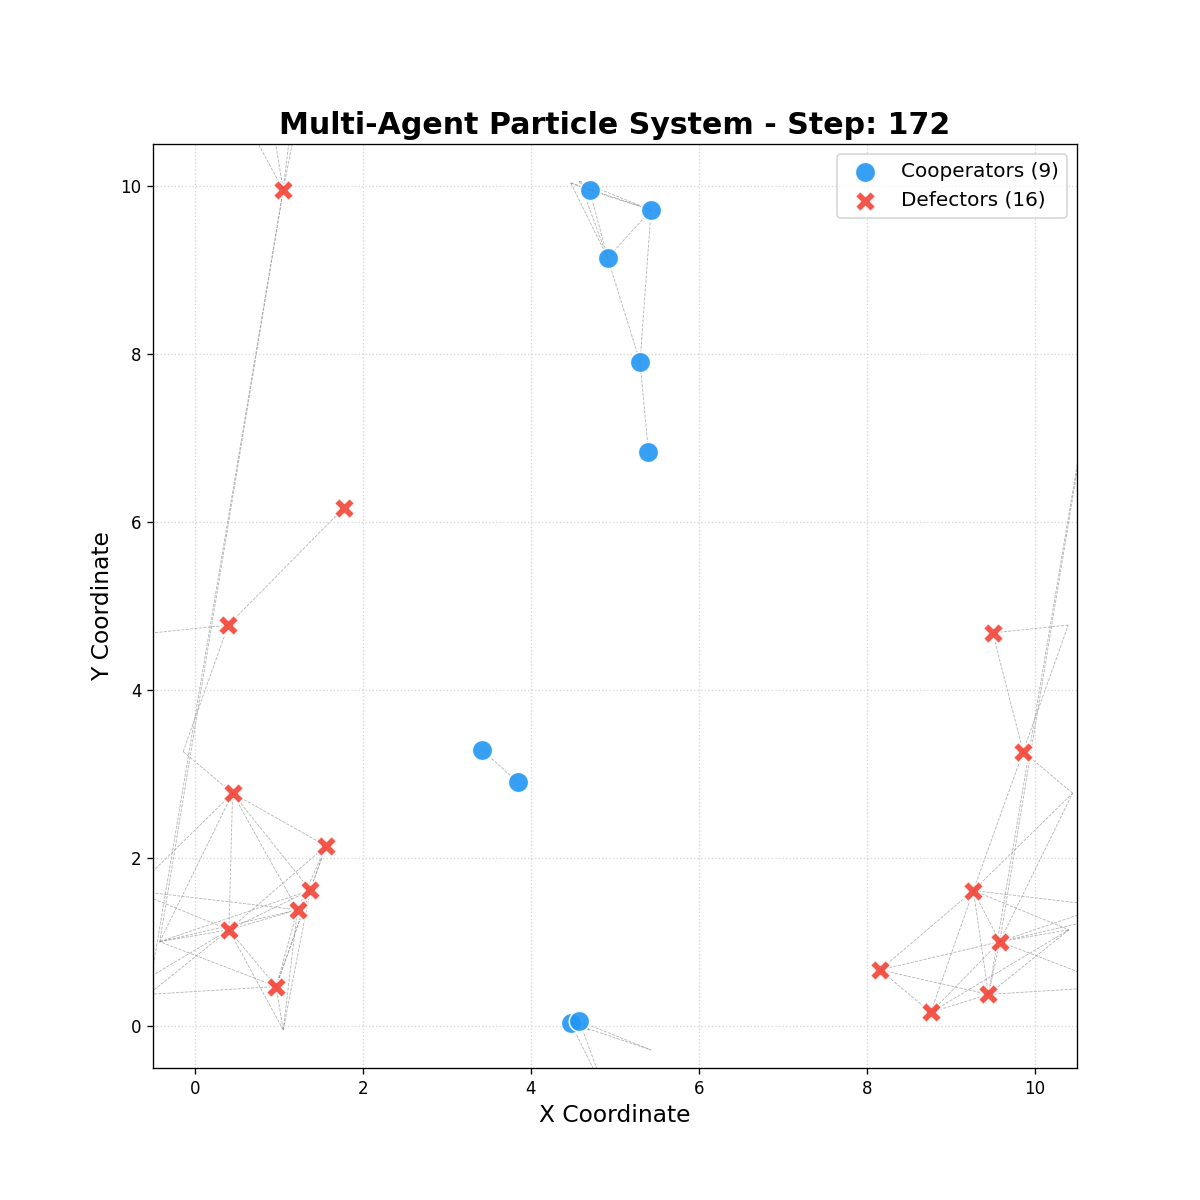 Multi-Agent Particle System - Step: 172
Cooperators (9)
Defectors (16)
Y Coordinate
10
8
6
4
2
0
0 2 4 6 8 10
X Coordinate